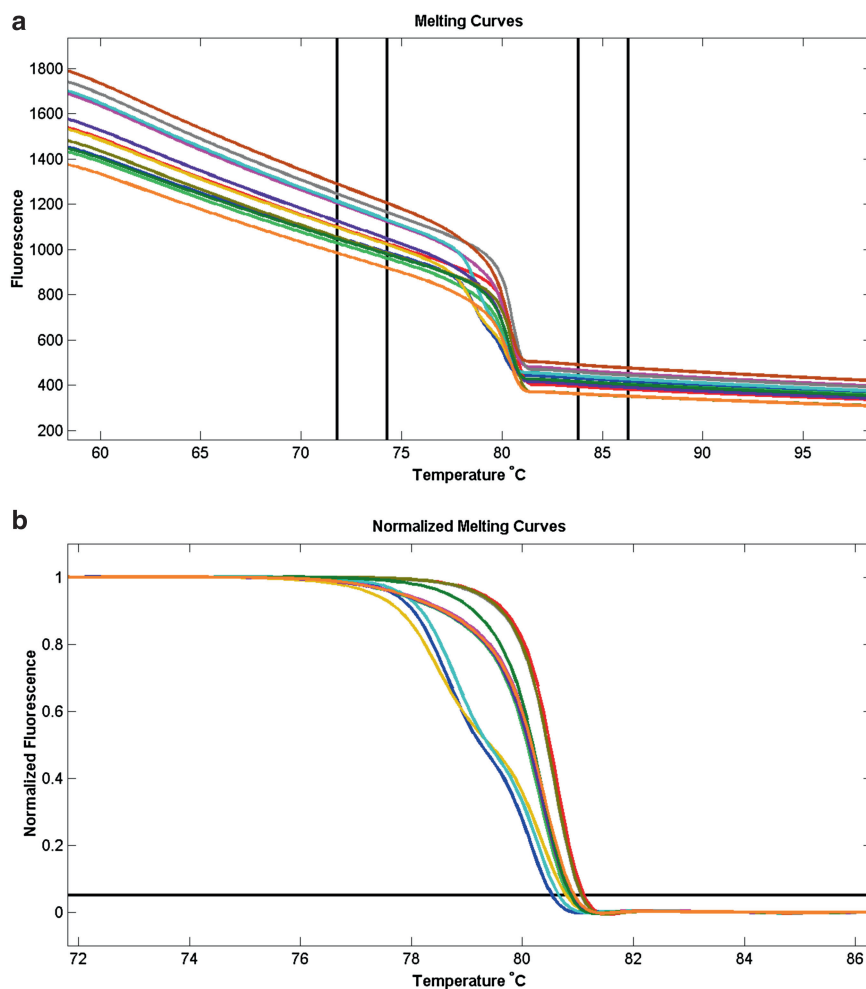 a
Melting Curves
1800
1600
1400
1200
1000
800
600
400
200
Fluorescence
60 65 70 75 80 85 90 95
Temperature °C
b
Normalized Melting Curves
1
0.8
0.6
0.4
0.2
0
Normalized Fluorescence
72 74 76 78 80 82 84 86
Temperature °C